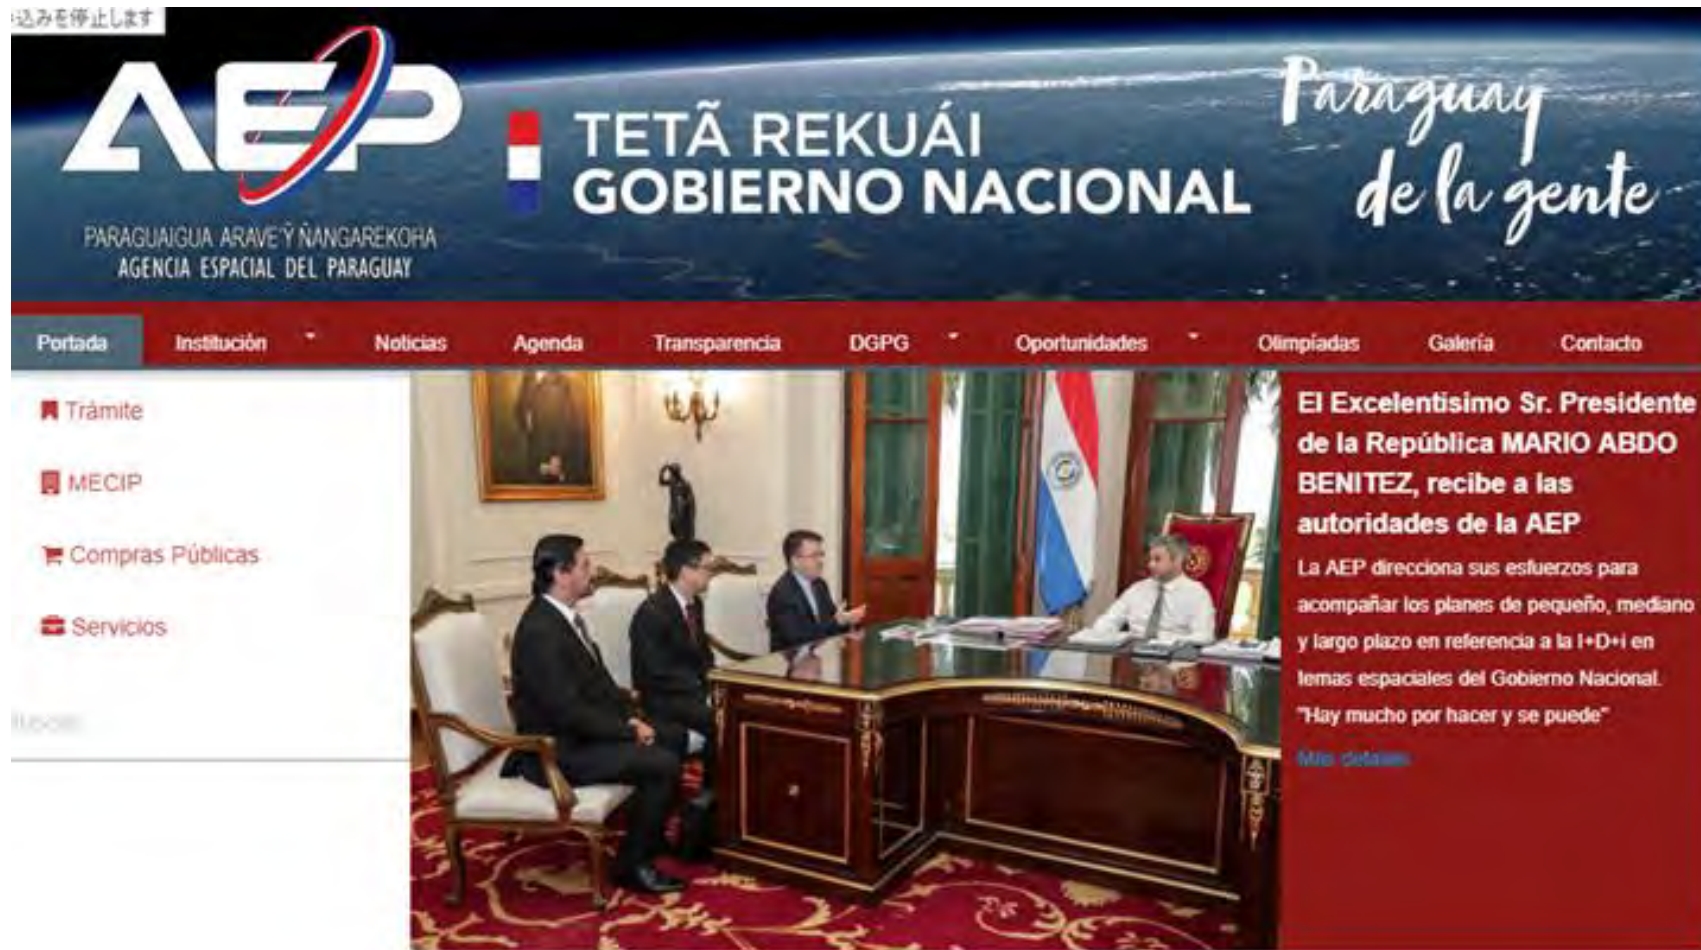 込みを停止します
AEP
PARAGUAIGUA ARAVE'Ỹ ÑANGAREKOHA
AGENCIA ESPACIAL DEL PARAGUAY
TETÃ REKUÁI
GOBIERNO NACIONAL
Paraguay
de la gente
Portada Institución Noticias Agenda Transparencia DGPG Oportunidades Olimpíadas Galería Contacto
Trámite
MECIP
Compras Públicas
Servicios
El Excelentisimo Sr. Presidente
de la República MARIO ABDO
BENITEZ, recibe a las
autoridades de la AEP
La AEP direcciona sus esfuerzos para
acompañar los planes de pequeño, mediano
y largo plazo en referencia a la I+D+i en
temas espaciales del Gobierno Nacional.
"Hay mucho por hacer y se puede"
Más detalles